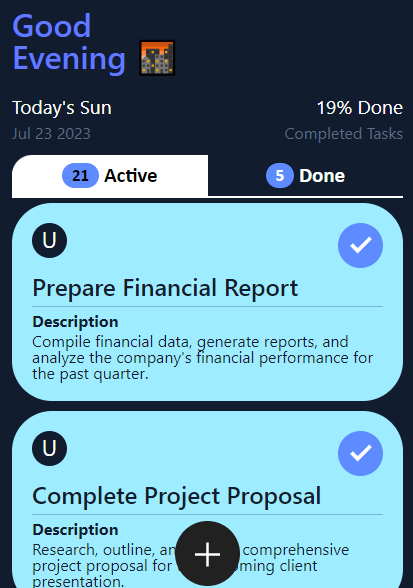 Good
Evening
Today's Sun
19% Done
Jul 23 2023
Completed Tasks
21 Active
5 Done
U
Prepare Financial Report
Description
Compile financial data, generate reports, and
analyze the company's financial performance for
the past quarter.
U
Complete Project Proposal
Description
Research, outline, comprehensive
project proposal for client
presentation.